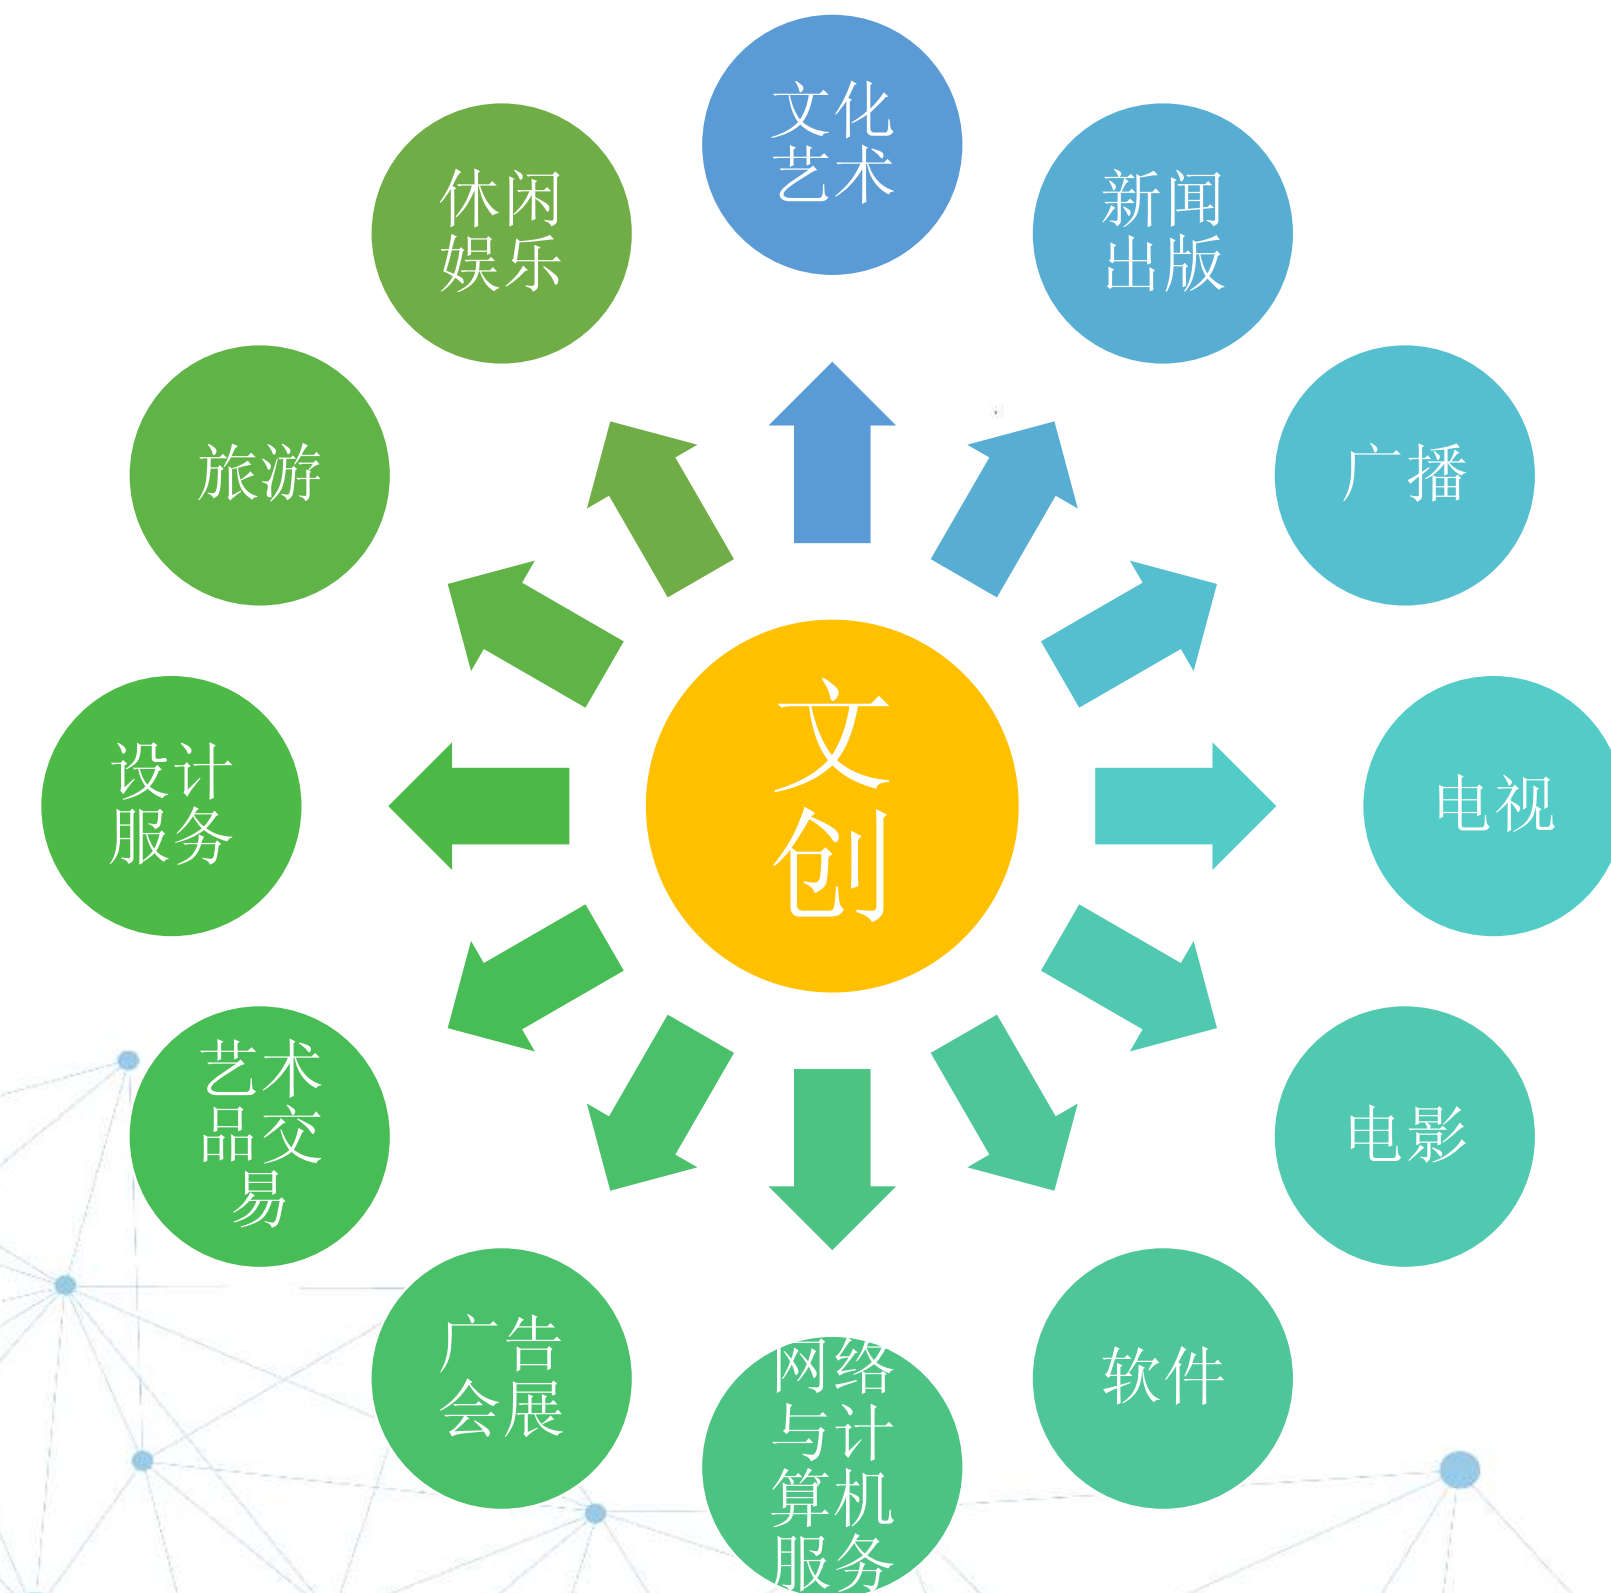 文化
艺术
新闻
出版
广播
电视
电影
软件
网络
与计
算机
服务
广告
会展
艺术
品交
易
设计
服务
旅游
休闲
娱乐
文
创